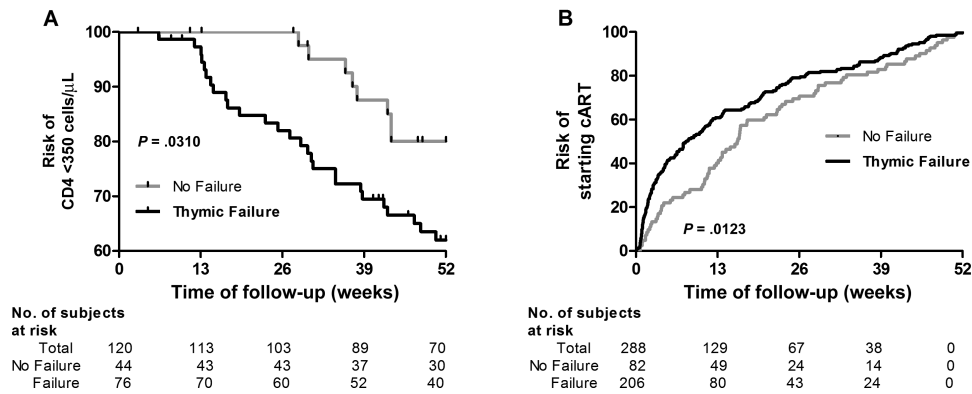 A
Risk of
CD4 <350 cells/μL
100
90
80
70
60
P = .0310
No Failure
Thymic Failure
0 13 26 39 52
Time of follow-up (weeks)
No. of subjects
at risk
Total 120 113 103 89 70
No Failure 44 43 43 37 30
Failure 76 70 60 52 40
B
Risk of
starting cART
100
80
60
40
20
0
No Failure
Thymic Failure
P = .0123
0 13 26 39 52
Time of follow-up (weeks)
No. of subjects
at risk
Total 288 129 67 38 0
No Failure 82 49 24 14 0
Failure 206 80 43 24 0